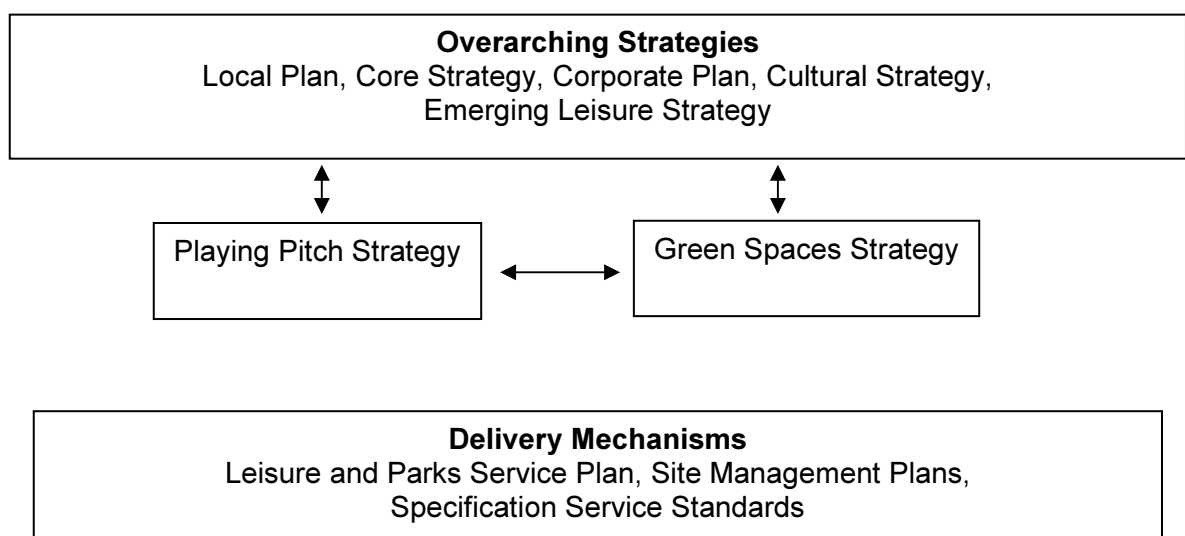 Overarching Strategies
Local Plan, Core Strategy, Corporate Plan, Cultural Strategy,
Emerging Leisure Strategy
Playing Pitch Strategy
Green Spaces Strategy
Delivery Mechanisms
Leisure and Parks Service Plan, Site Management Plans,
Specification Service Standards